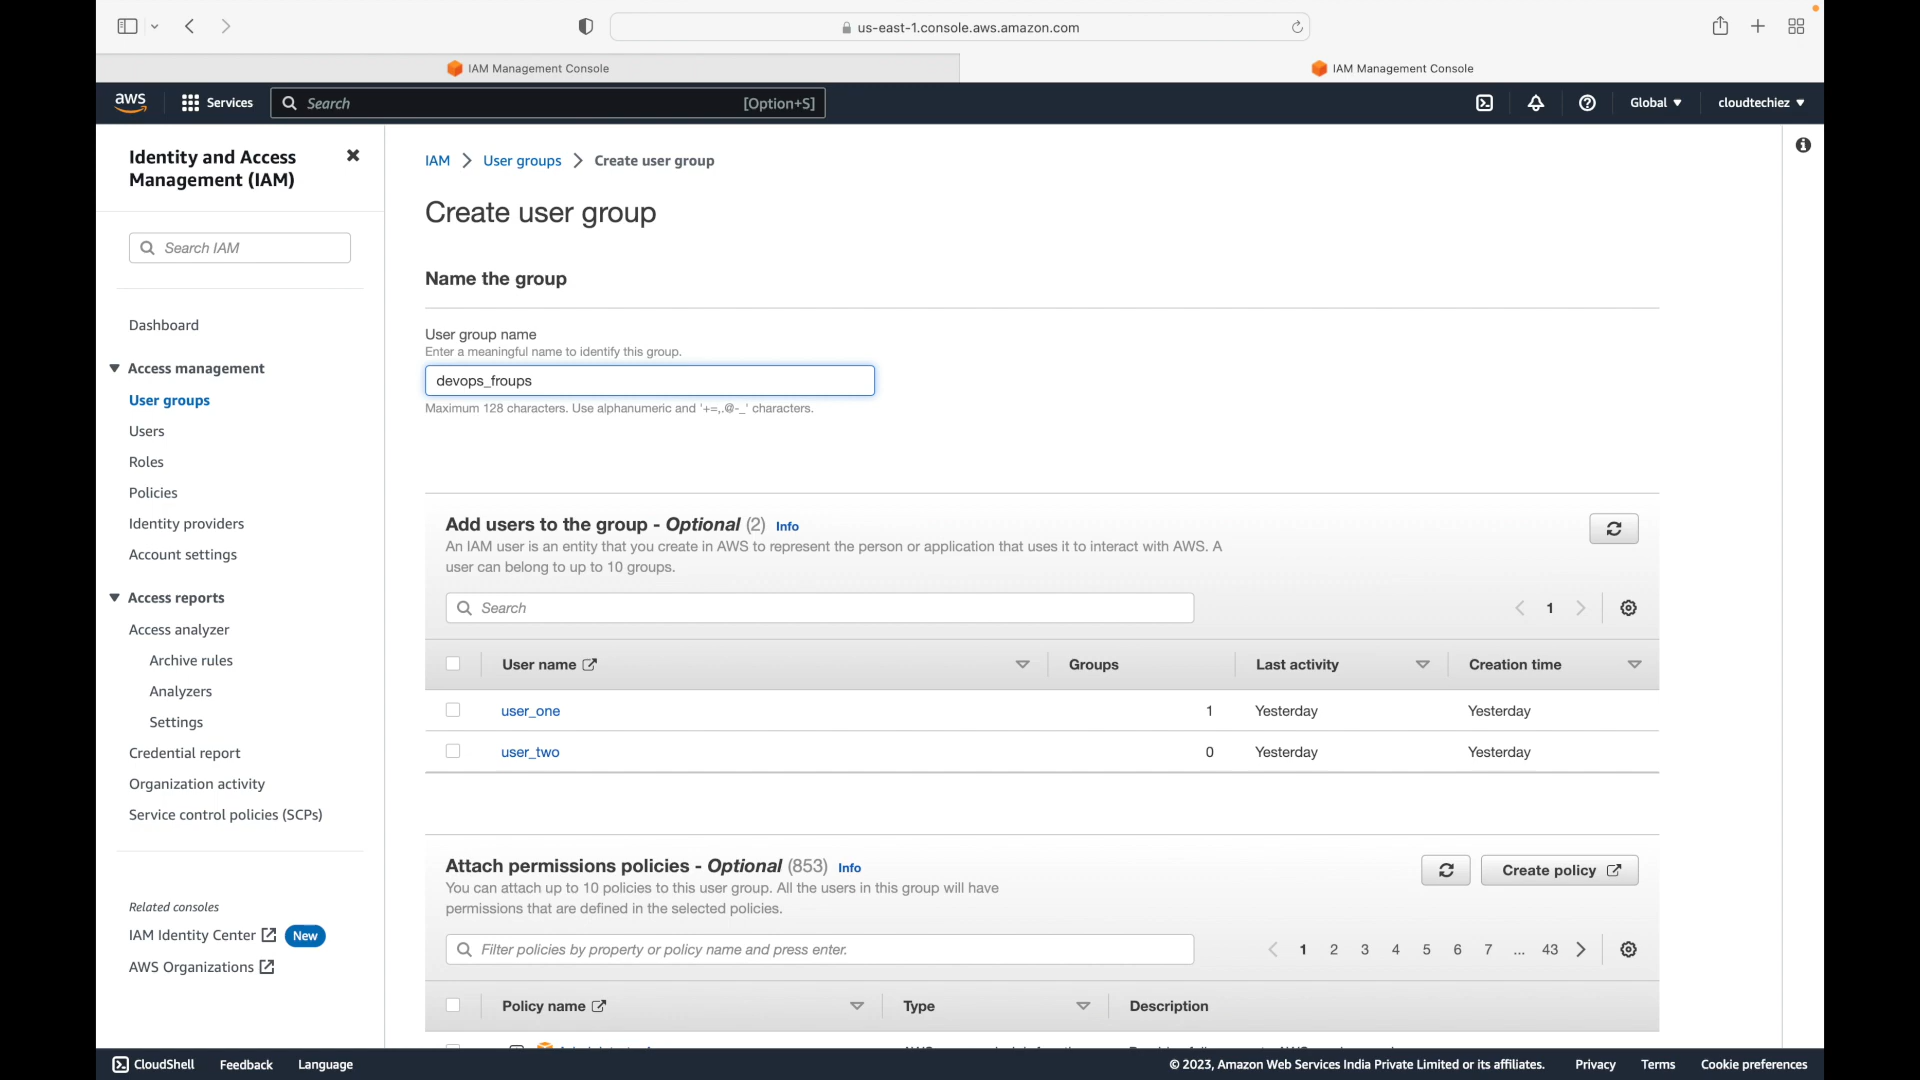 us-east-1.console.aws.amazon.com
IAM Management Console
IAM Management Console
aws
Services
Search
[Option+S]
Global
cloudtechiez
Identity and Access
Management (IAM)
Search IAM
Dashboard
Access management
User groups
Users
Roles
Policies
Identity providers
Account settings
Access reports
Access analyzer
Archive rules
Analyzers
Settings
Credential report
Organization activity
Service control policies (SCPs)
Related consoles
IAM Identity Center New
AWS Organizations
IAM > User groups > Create user group
Create user group
Name the group
User group name
Enter a meaningful name to identify this group.
devops_froups
Maximum 128 characters. Use alphanumeric and '+=,.@-_' characters.
Add users to the group - Optional (2) Info
An IAM user is an entity that you create in AWS to represent the person or application that uses it to interact with AWS. A
user can belong to up to 10 groups.
Search
1
User name Groups Last activity Creation time
user_one 1 Yesterday Yesterday
user_two 0 Yesterday Yesterday
Attach permissions policies - Optional (853) Info
You can attach up to 10 policies to this user group. All the users in this group will have
permissions that are defined in the selected policies.
Create policy
Filter policies by property or policy name and press enter.
1 2 3 4 5 6 7 ... 43
Policy name Type Description
CloudShell Feedback Language
© 2023, Amazon Web Services India Private Limited or its affiliates. Privacy Terms Cookie preferences